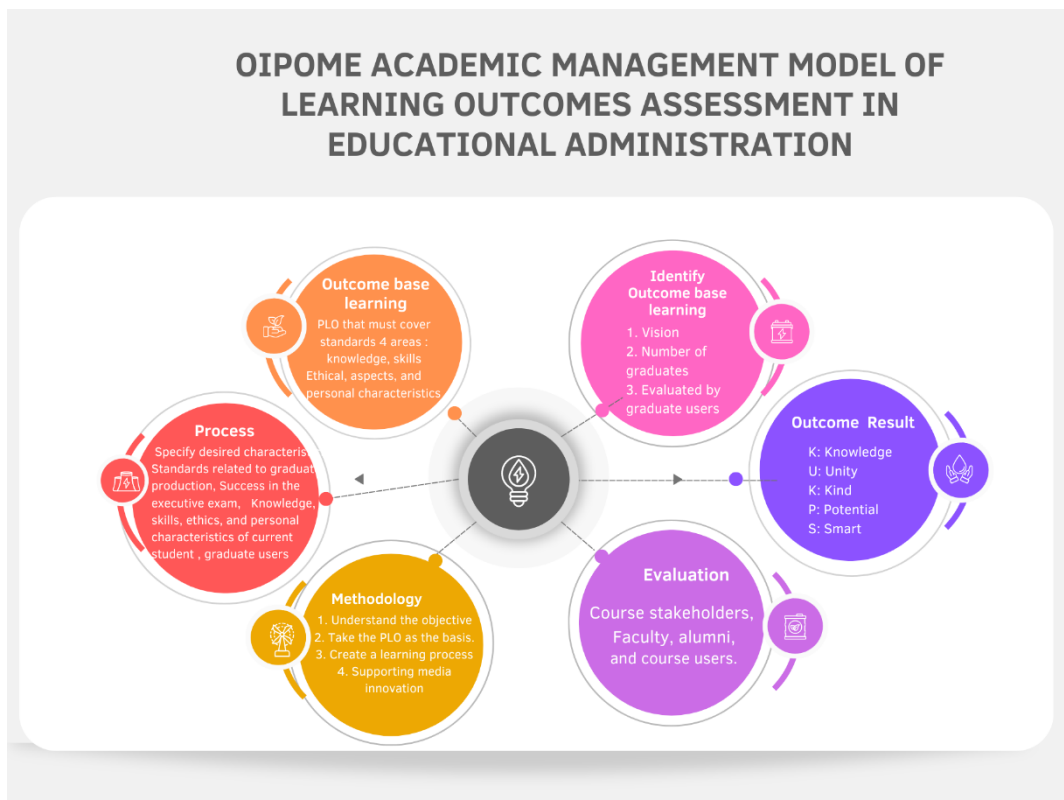 OIPOME ACADEMIC MANAGEMENT MODEL OF
LEARNING OUTCOMES ASSESSMENT IN
EDUCATIONAL ADMINISTRATION
Outcome base
learning
PLO that must cover
standards 4 areas :
knowledge, skills
Ethical, aspects, and
personal characteristics
Identify
Outcome base
learning
1. Vision
2. Number of
graduates
3. Evaluated by
graduate users
Process
Specify desired
Standards related to
production, Success in the
executive exam, Knowledge,
skills, ethics, and personal
characteristics of current
student , graduate users
Outcome Result
K: Knowledge
U: Unity
K: Kind
P: Potential
S: Smart
Methodology
1. Understand the objective
2. Take the PLO as the basis.
3. Create a learning process
4. Supporting media
innovation
Evaluation
Course stakeholders,
Faculty, alumni,
and course users.